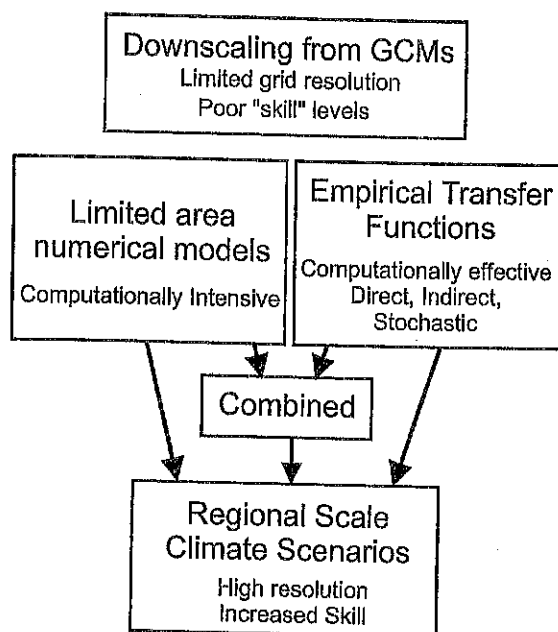 Downscaling from GCMs
Limited grid resolution
Poor "skill" levels
Limited area
numerical models
Computationally Intensive
Empirical Transfer
Functions
Computationally effective
Direct, Indirect,
Stochastic
Combined
Regional Scale
Climate Scenarios
High resolution
Increased Skill